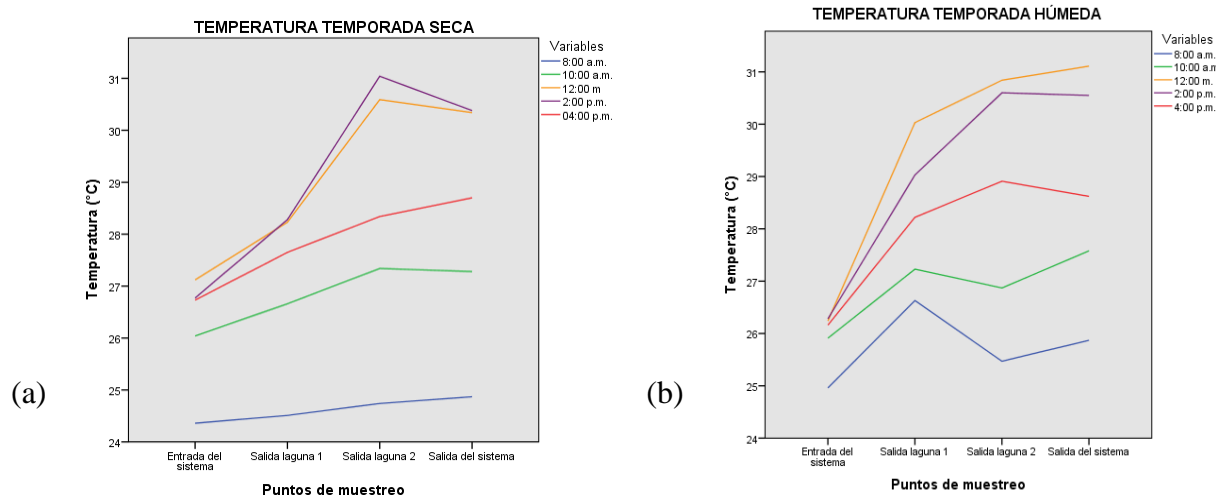 TEMPERATURA TEMPORADA SECA
Variables
8:00 a.m.
10:00 a.m.
12:00 m
2:00 p.m.
04:00 p.m.
Temperatura (°C)
31
30
29
28
27
26
25
24
Entrada del sistema
Salida laguna 1
Salida laguna 2
Salida del sistema
Puntos de muestreo
(a)
TEMPERATURA TEMPORADA HÚMEDA
Variables
8:00 a.m.
10:00 a.m
12:00 m
2:00 p.m.
4:00 p.m.
Temperatura (°C)
31
30
29
28
27
26
25
24
Entrada del sistema
Salida laguna 1
Salida laguna 2
Salida del sistema
Puntos de muestreo
(b)